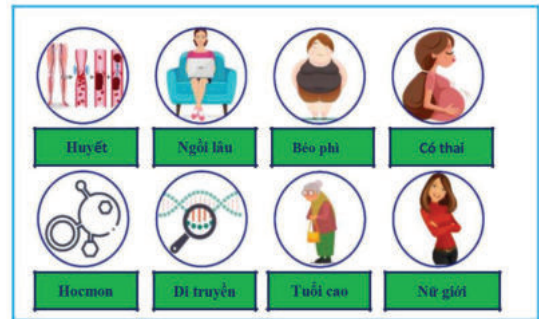 Huyết
Ngồi lâu
Béo phì
Có thai
Hocmon
Di truyền
Tuổi cao
Nữ giới